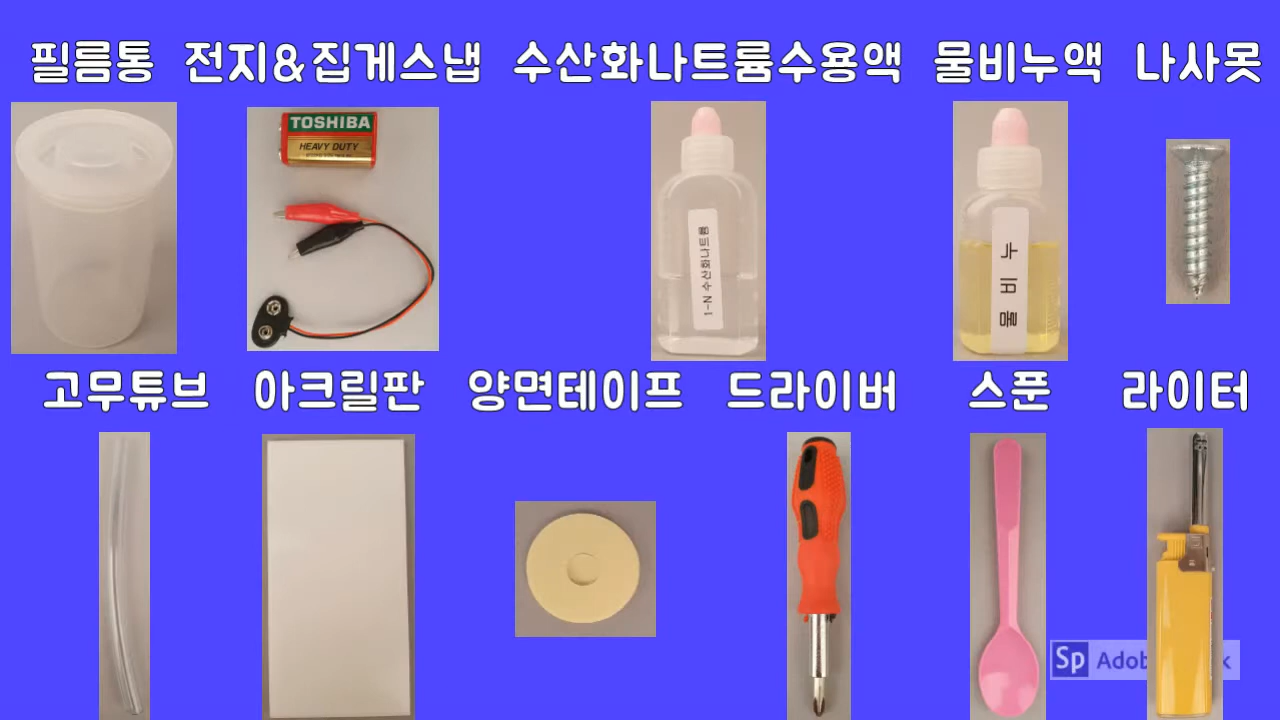 필름통 전지&집게스냅 수산화나트륨수용액 물비누액 나사못
TOSHIBA
HEAVY DUTY
1-N 수산화나트륨
물 비 누
고무튜브 아크릴판 양면테이프 드라이버 스푼 라이터
Sp